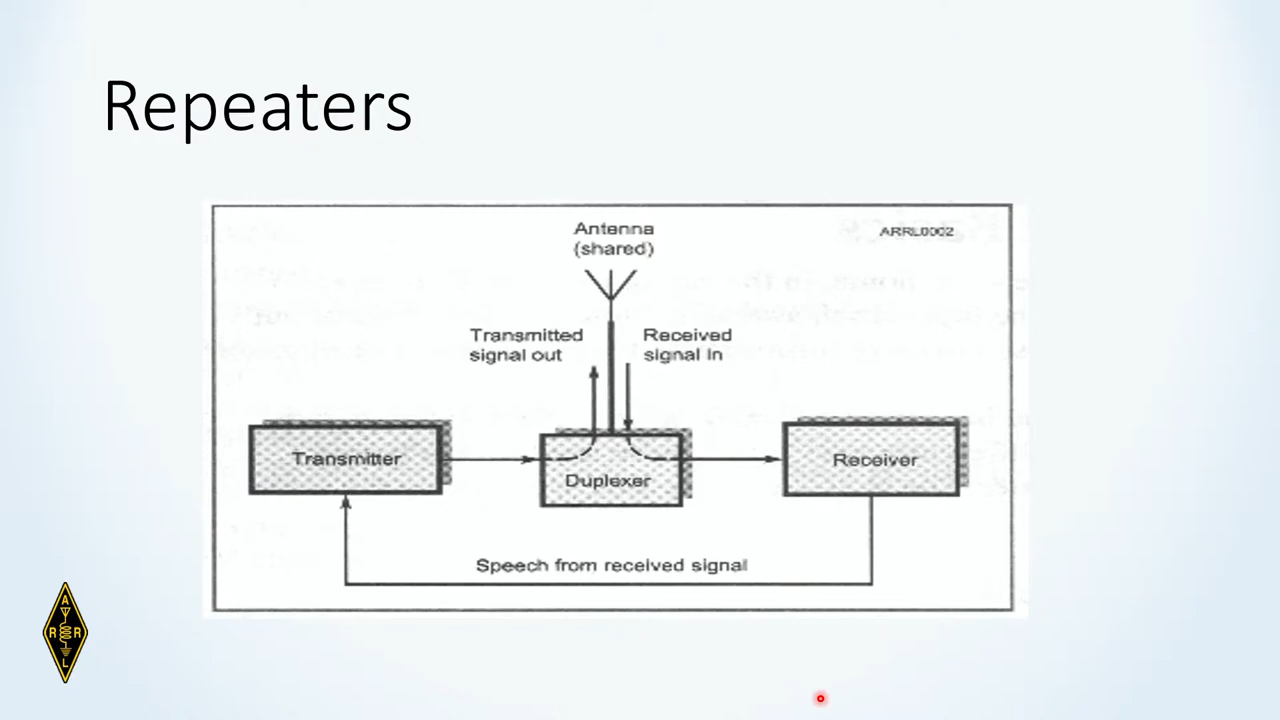 Repeaters
Antenna
(shared)
ARRL0002
Transmitted
signal out
Received
signal In
Transmitter
Duplexer
Receiver
Speech from received signal
A
R R
L